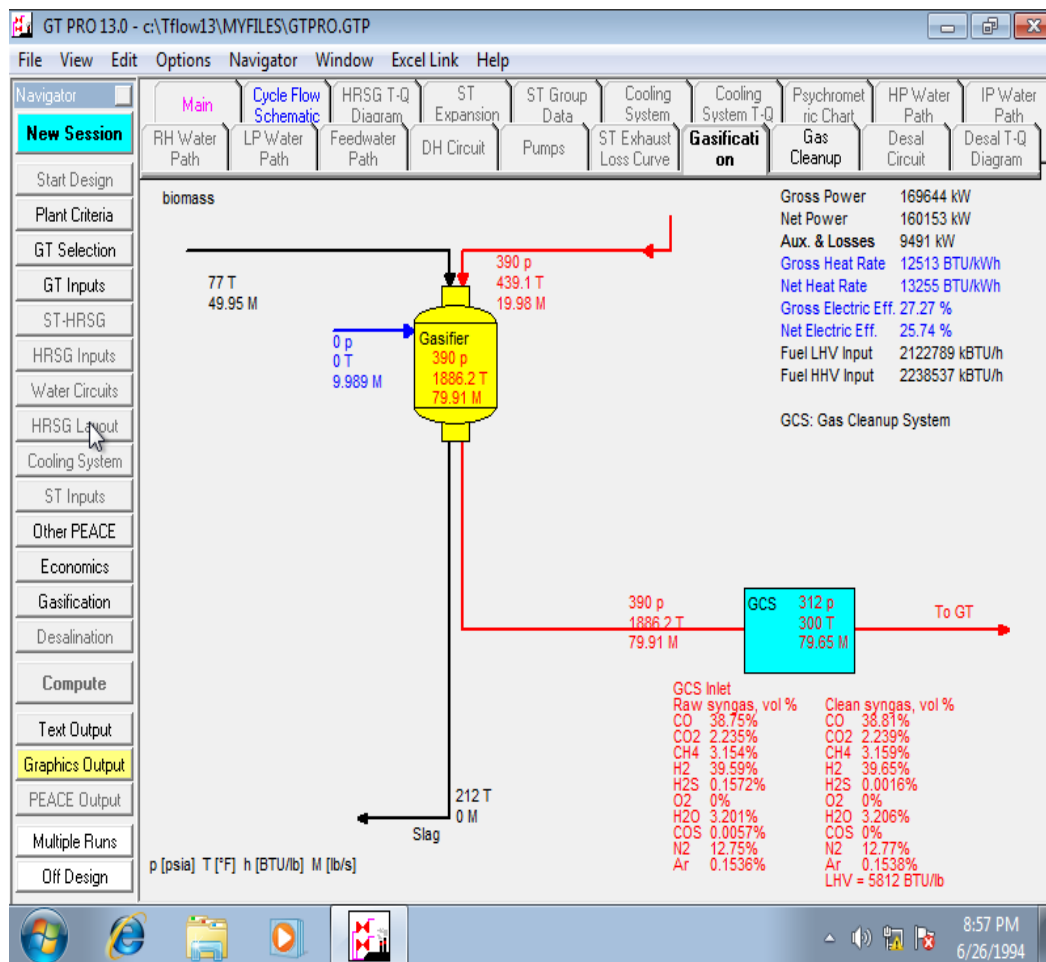 GT PRO 13.0 - c:\Tflow13\MYFILES\GTPRO.GTP
File View Edit Options Navigator Window Excel Link Help
Navigator
New Session
Start Design
Plant Criteria
GT Selection
GT Inputs
ST-HRSG
HRSG Inputs
Water Circuits
HRSG Layout
Cooling System
ST Inputs
Other PEACE
Economics
Gasification
Desalination
Compute
Text Output
Graphics Output
PEACE Output
Multiple Runs
Off Design
Main
Cycle Flow
Schematic
HRSG T-Q
Diagram
ST
Expansion
ST Group
Data
Cooling
System
Cooling
System T-Q
Psychromet
ric Chart
HP Water
Path
IP Water
Path
RH Water
Path
LP Water
Path
Feedwater
Path
DH Circuit
Pumps
ST Exhaust
Loss Curve
Gasificati
on
Gas
Cleanup
Desal
Circuit
Desal T-Q
Diagram
biomass
Gross Power 169644 kW
Net Power 160153 kW
Aux. & Losses 9491 kW
Gross Heat Rate 12513 BTU/kWh
Net Heat Rate 13255 BTU/kWh
Gross Electric Eff. 27.27 %
Net Electric Eff. 25.74 %
Fuel LHV Input 2122789 kBTU/h
Fuel HHV Input 2238537 kBTU/h
GCS: Gas Cleanup System
77 T
49.95 M
390 p
439.1 T
19.98 M
0 p
0 T
9.989 M
Gasifier
390 p
1886.2 T
79.91 M
390 p
1886.2 T
79.91 M
GCS
312 p
300 T
79.65 M
To GT
GCS Inlet
Raw syngas, vol %
CO 38.75%
CO2 2.235%
CH4 3.154%
H2 39.59%
H2S 0.1572%
O2 0%
H2O 3.201%
COS 0.0057%
N2 12.75%
Ar 0.1536%
Clean syngas, vol %
CO 38.81%
CO2 2.239%
CH4 3.159%
H2 39.65%
H2S 0.0016%
O2 0%
H2O 3.206%
COS 0%
N2 12.77%
Ar 0.1538%
LHV = 5812 BTU/lb
212 T
0 M
Slag
p [psia] T [°F] h [BTU/lb] M [lb/s]
8:57 PM
6/26/1994